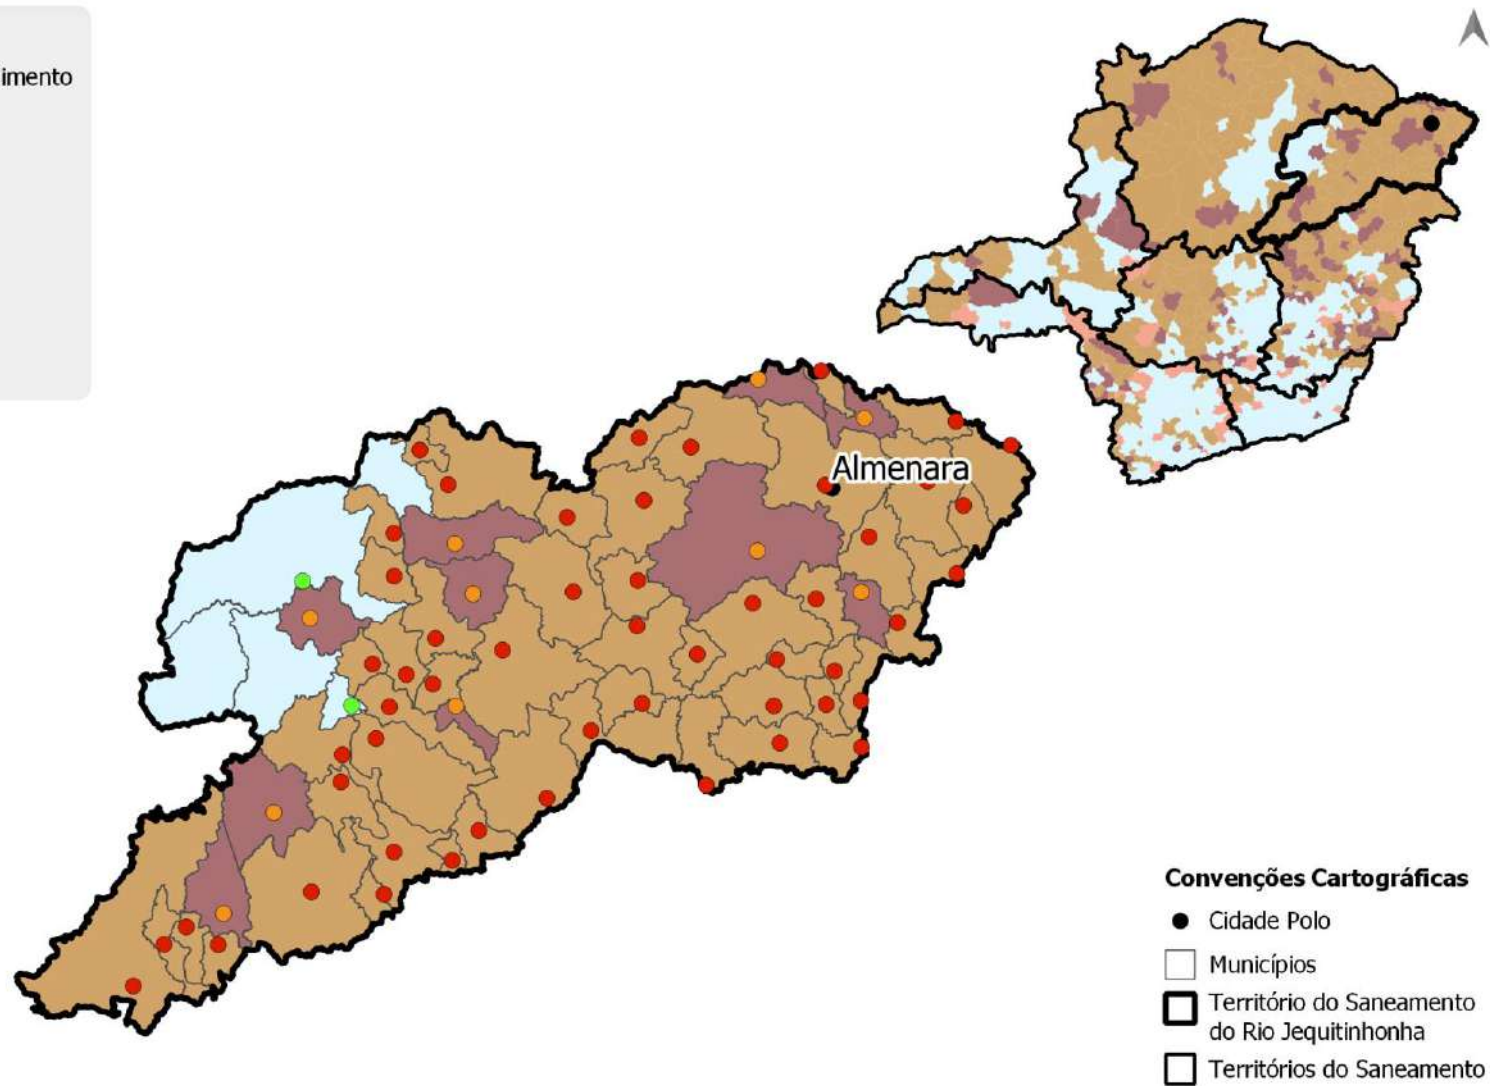 imento
Almenara
Convenções Cartográficas
Cidade Polo
Municípios
Território do Saneamento
do Rio Jequitinhonha
Territórios do Saneamento